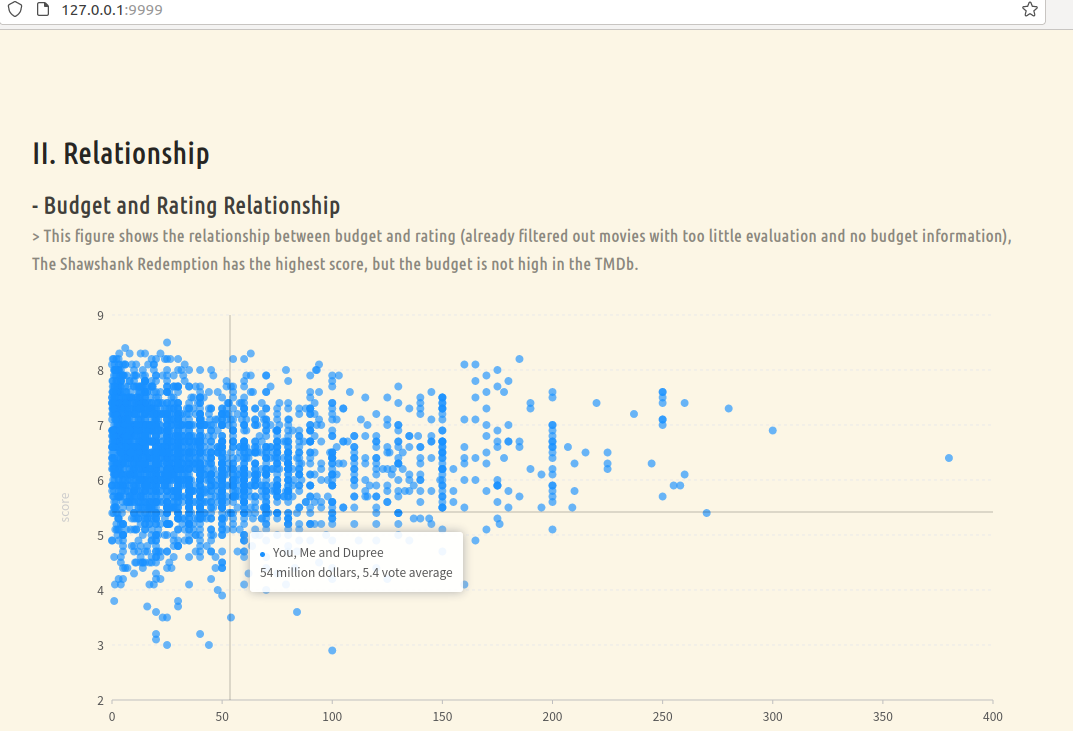 127.0.0.1:9999
II. Relationship
- Budget and Rating Relationship
> This figure shows the relationship between budget and rating (already filtered out movies with too little evaluation and no budget information),
The Shawshank Redemption has the highest score, but the budget is not high in the TMDb.
9
8
7
6
score
5
You, Me and Dupree
54 million dollars, 5.4 vote average
4
3
2
0 50 100 150 200 250 300 350 400